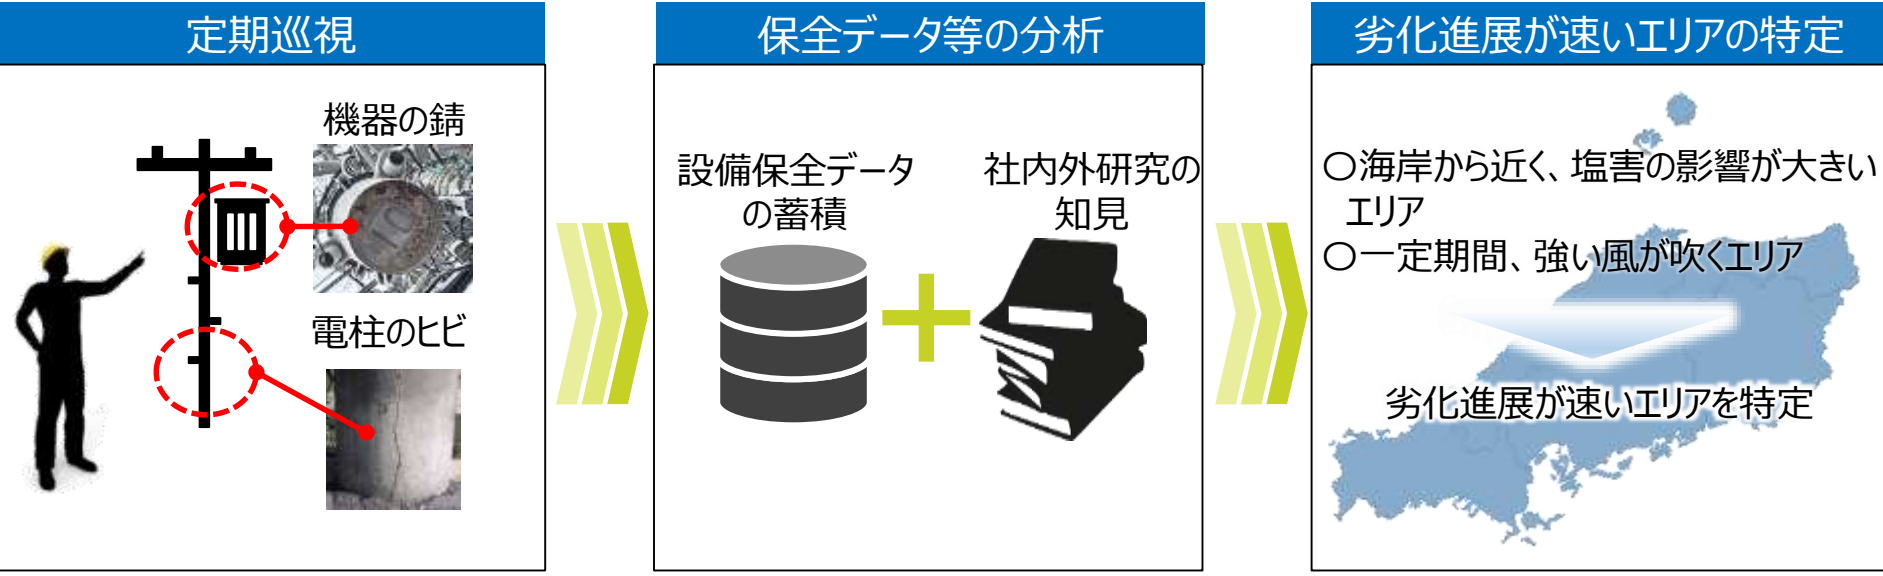 定期巡視
機器の錆
電柱のヒビ
保全データ等の分析
設備保全データ
の蓄積
社内外研究の
知見
劣化進展が速いエリアの特定
〇海岸から近く、塩害の影響が大きい
エリア
〇一定期間、強い風が吹くエリア
劣化進展が速いエリアを特定